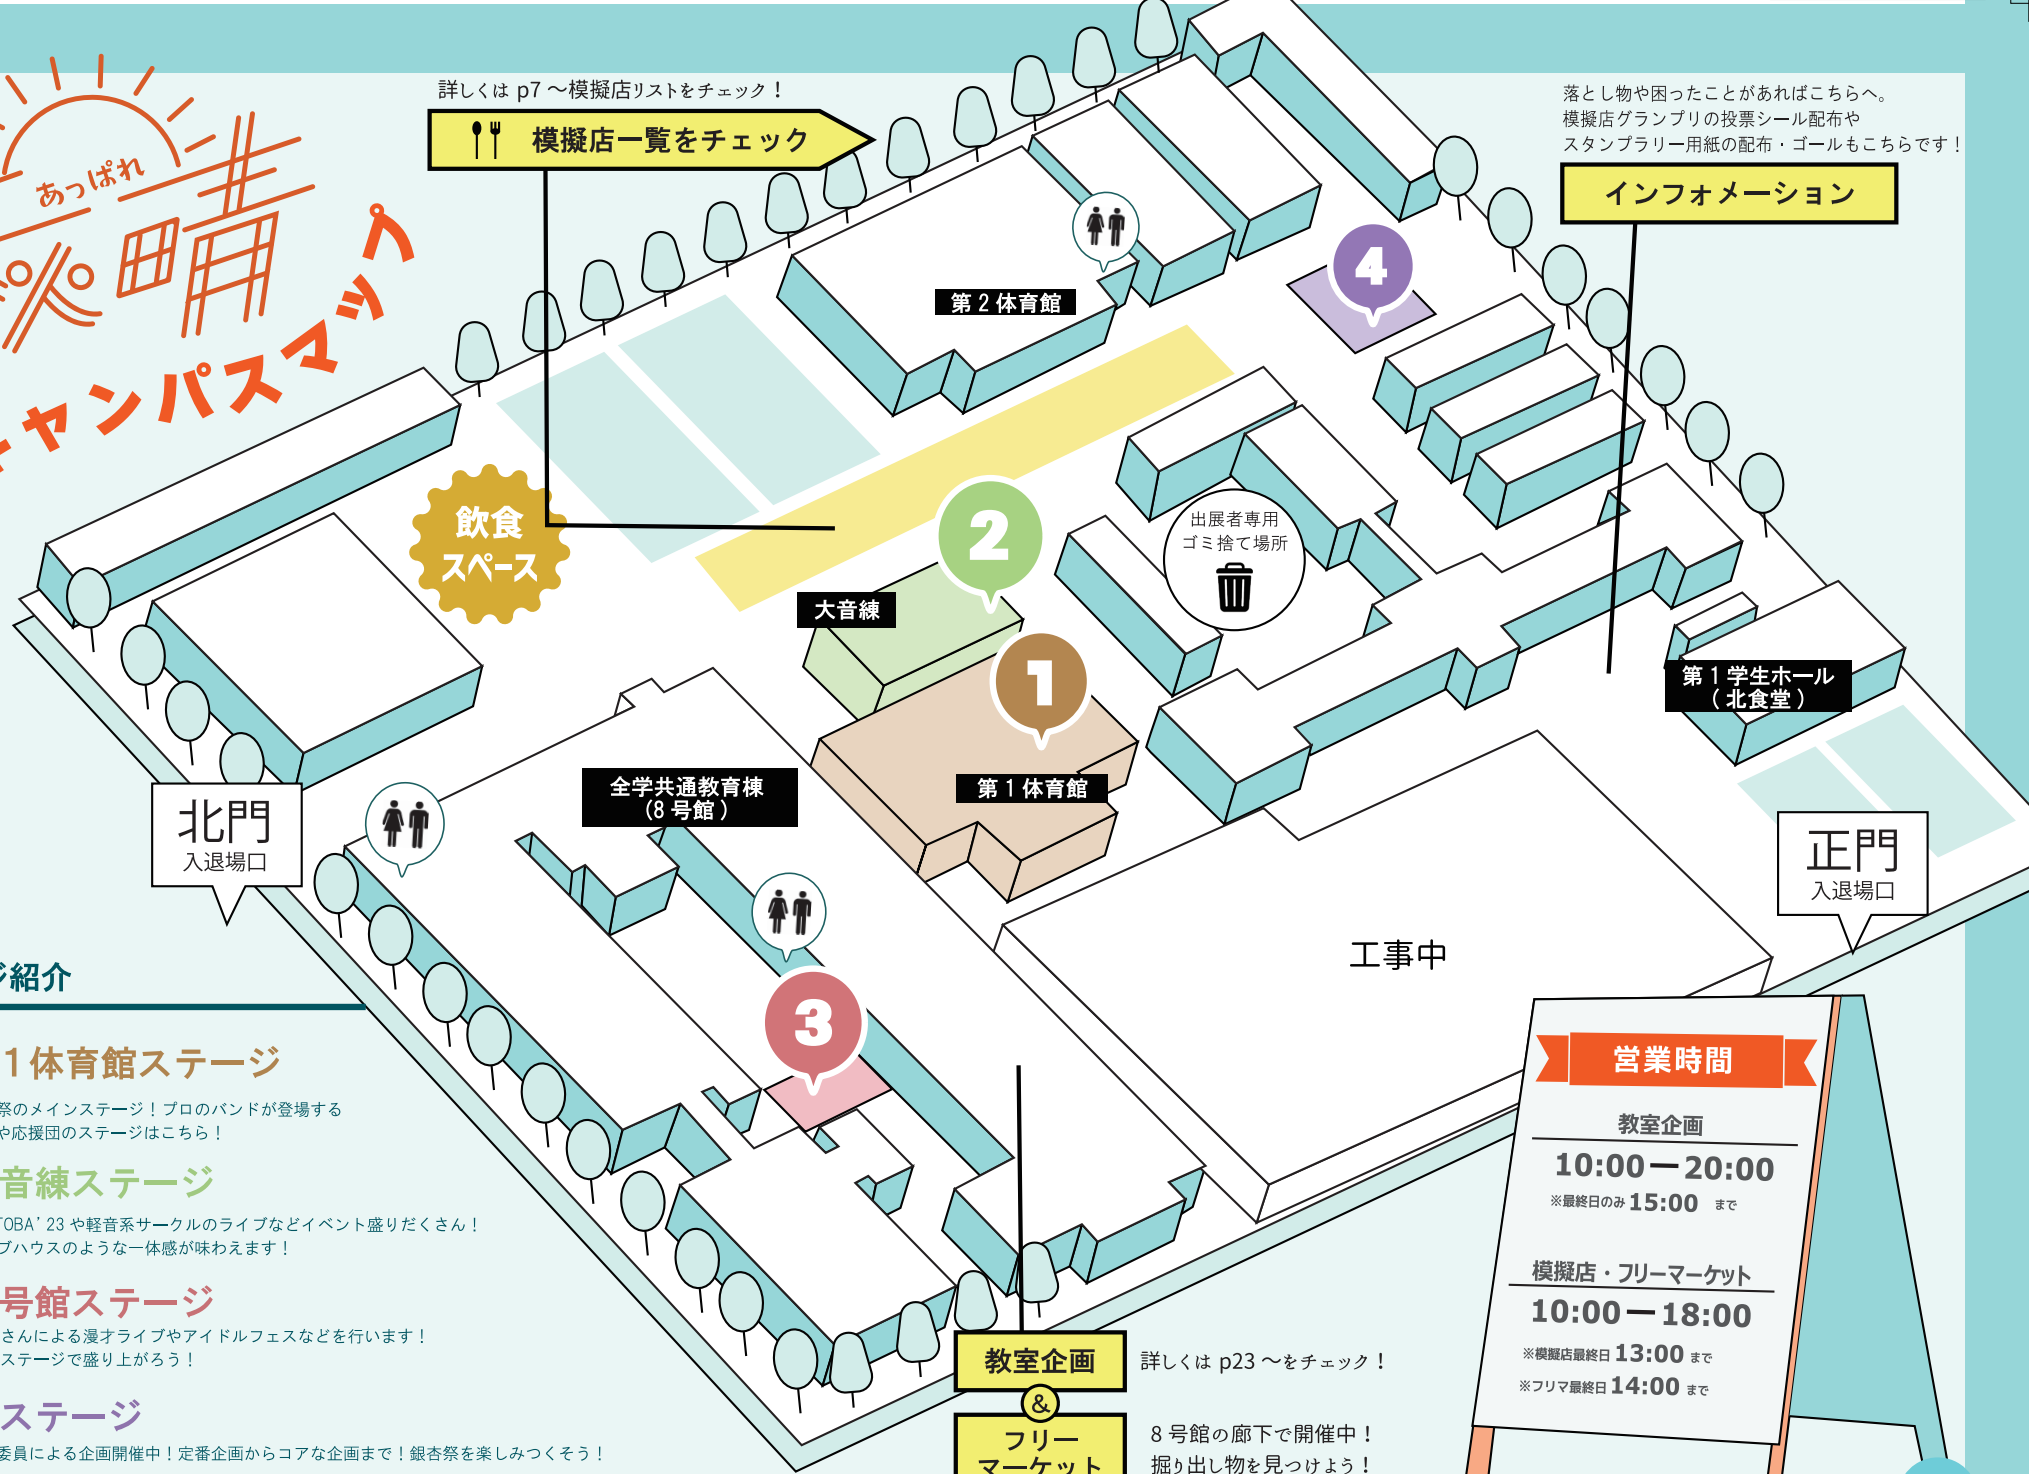 あっぱれ
秋晴
キャンパスマップ
詳しくは p7 〜模擬店リストをチェック！
模擬店一覧をチェック
落とし物や困ったことがあればこちらへ。
模擬店グランプリの投票シール配布や
スタンプラリー用紙の配布・ゴールもこちらです！
インフォメーション
4
第２体育館
飲食
スペース
2
出展者専用
ゴミ捨て場所
大音練
1
第１学生ホール
（北食堂）
全学共通教育棟
（8 号館）
第１体育館
北門
入退場口
正門
入退場口
工事中
3
紹介
1 体育館ステージ
祭のメインステージ！プロのバンドが登場する
や応援団のステージはこちら！
音練ステージ
TOBA’23 や軽音系サークルのライブなどイベント盛りだくさん！
ブハウスのような一体感が味わえます！
号館ステージ
さんによる漫才ライブやアイドルフェスなどを行います！
ステージで盛り上がろう！
ステージ
委員による企画開催中！定番企画からコアな企画まで！銀杏祭を楽しみつくそう！
教室企画
詳しくは p23 〜をチェック！
&
フリー
マーケット
8 号館の廊下で開催中！
掘り出し物を見つけよう！
営業時間
教室企画
10:00ー20:00
※最終日のみ 15:00 まで
模擬店・フリーマーケット
10:00ー18:00
※模擬店最終日 13:00 まで
※フリマ最終日 14:00 まで